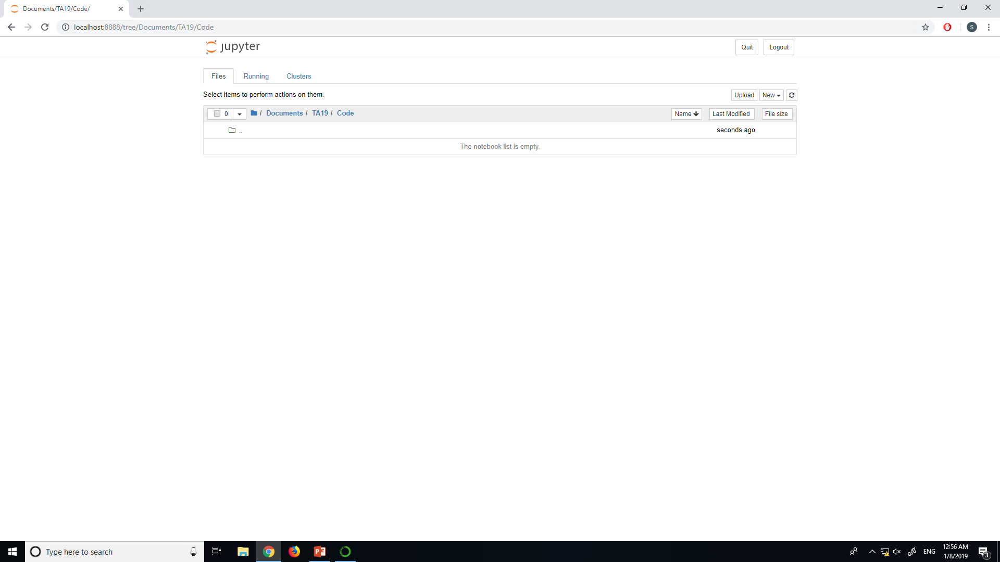 Documents/TA19/Code/
localhost:8888/tree/Documents/TA19/Code
S
jupyter
Quit
Logout
Files
Running
Clusters
Select items to perform actions on them.
Upload
New
0
/ Documents / TA19 / Code
Name
Last Modified
File size
..
seconds ago
The notebook list is empty.
Type here to search
P
ENG
12:56 AM
1/8/2019
3